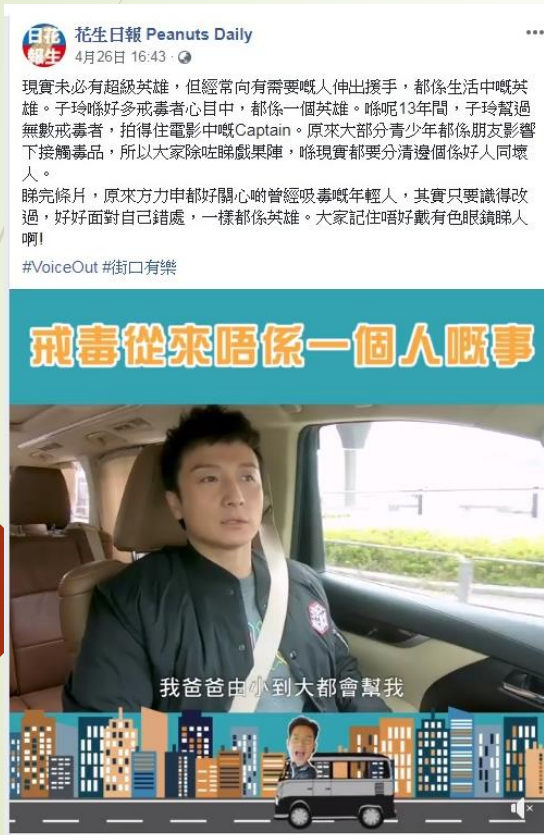 花生日報 Peanuts Daily
4月26日 16:43
現實未必有超級英雄，但經常向有需要嘅人伸出援手，都係生活中嘅英
雄。子玲喺好多戒毒者心目中，都係一個英雄。喺呢13年間，子玲幫過
無數戒毒者，拍得住電影中嘅Captain。原來大部分青少年都係朋友影響
下接觸毒品，所以大家除咗睇戲果陣，喺現實都要分清邊個係好人同壞
人。
睇完條片，原來方力申都好關心啲曾經吸毒嘅年輕人，其實只要識得改
過，好好面對自己錯處，一樣都係英雄。大家記住唔好戴有色眼鏡睇人
啊!
#VoiceOut #街口有樂
戒毒從來唔係一個人嘅事
我爸爸由小到大都會幫我